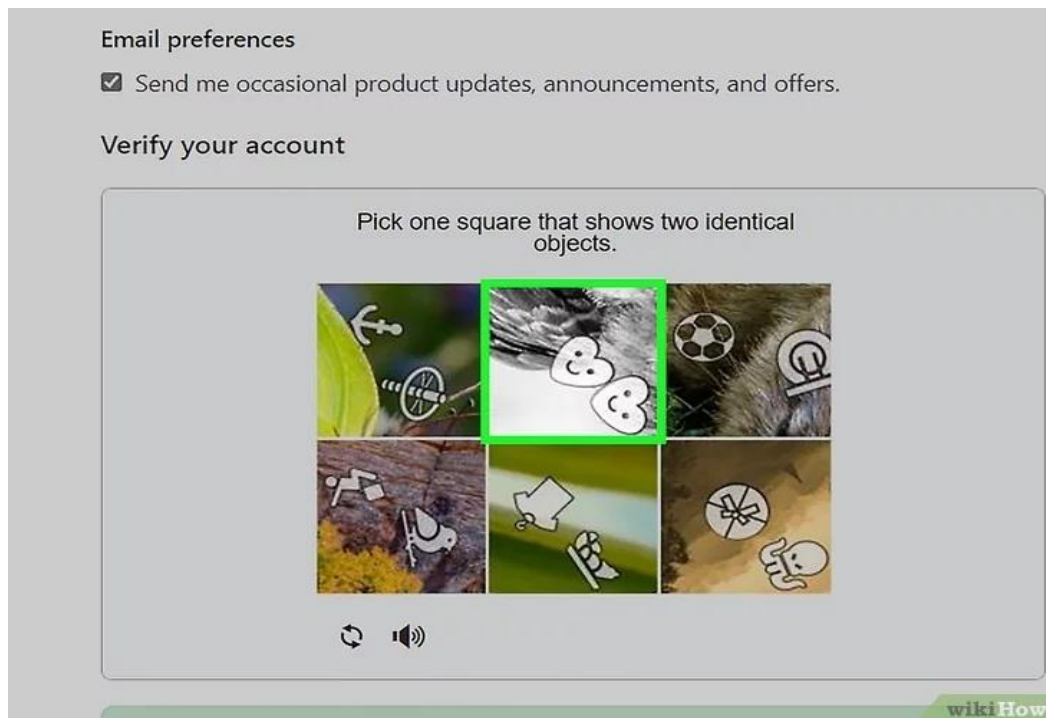 Email preferences
Send me occasional product updates, announcements, and offers.
Verify your account
Pick one square that shows two identical
objects.
wikiHow